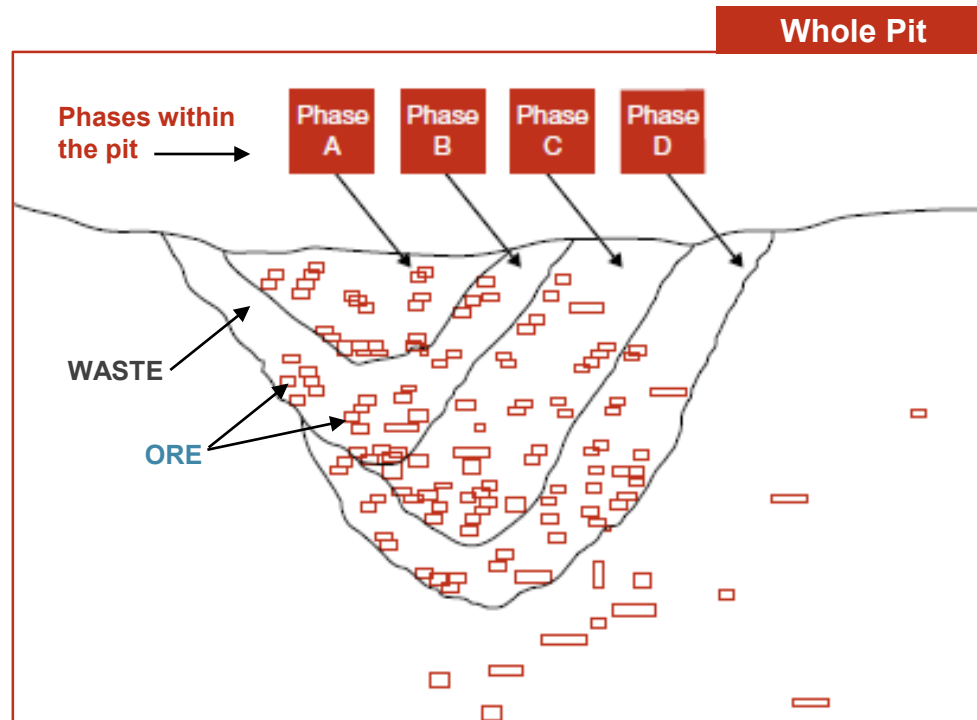 Whole Pit
Phases within
the pit
Phase
A
Phase
B
Phase
C
Phase
D
WASTE
ORE